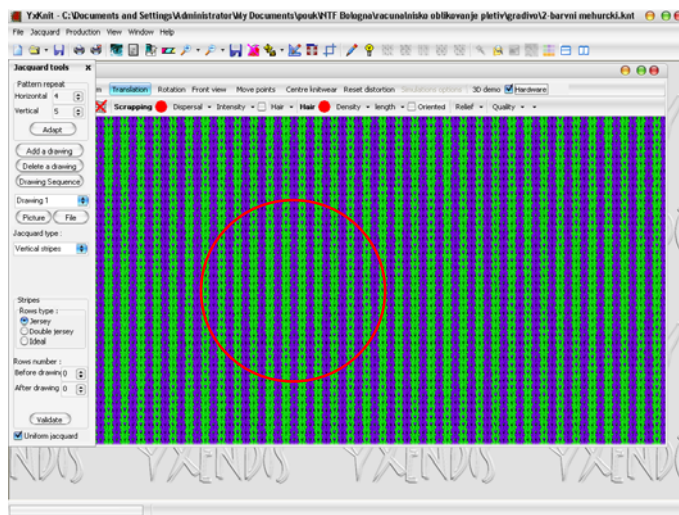 YxKnit - C:\Documents and Settings\Administrator\My Documents\pouk\NTF Bologna\racunalnisko oblikovanje pletiv\gradivo\2-barvni mehurcki.knt
File Jacquard Production View Window Help
Jacquard tools x
Pattern repeat
Horizontal 4
Vertical 5
Adapt
Add a drawing
Delete a drawing
Drawing Sequence
Drawing 1
Picture File
Jacquard type :
Vertical stripes
Stripes
Rows type :
Jersey
Double jersey
Ideal
Rows number :
Before drawing 0
After drawing 0
Validate
Uniform jacquard
Translation Rotation Front view Move points Centre knitwear Reset distortion Simulations options 3D demo Hardware
Scrapping Dispersal Intensity Hair Hair Density length Oriented Relief Quality
YXENDIS YXENDIS YXENDIS